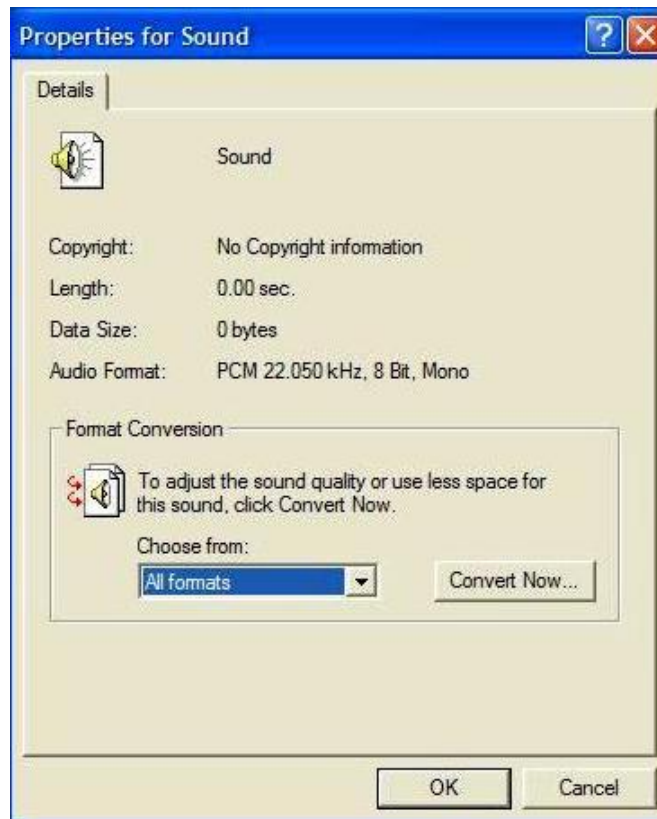 Properties for Sound
Details
Sound
Copyright: No Copyright information
Length: 0.00 sec.
Data Size: 0 bytes
Audio Format: PCM 22.050 kHz, 8 Bit, Mono
Format Conversion
To adjust the sound quality or use less space for
this sound, click Convert Now.
Choose from:
All formats Convert Now...
OK Cancel